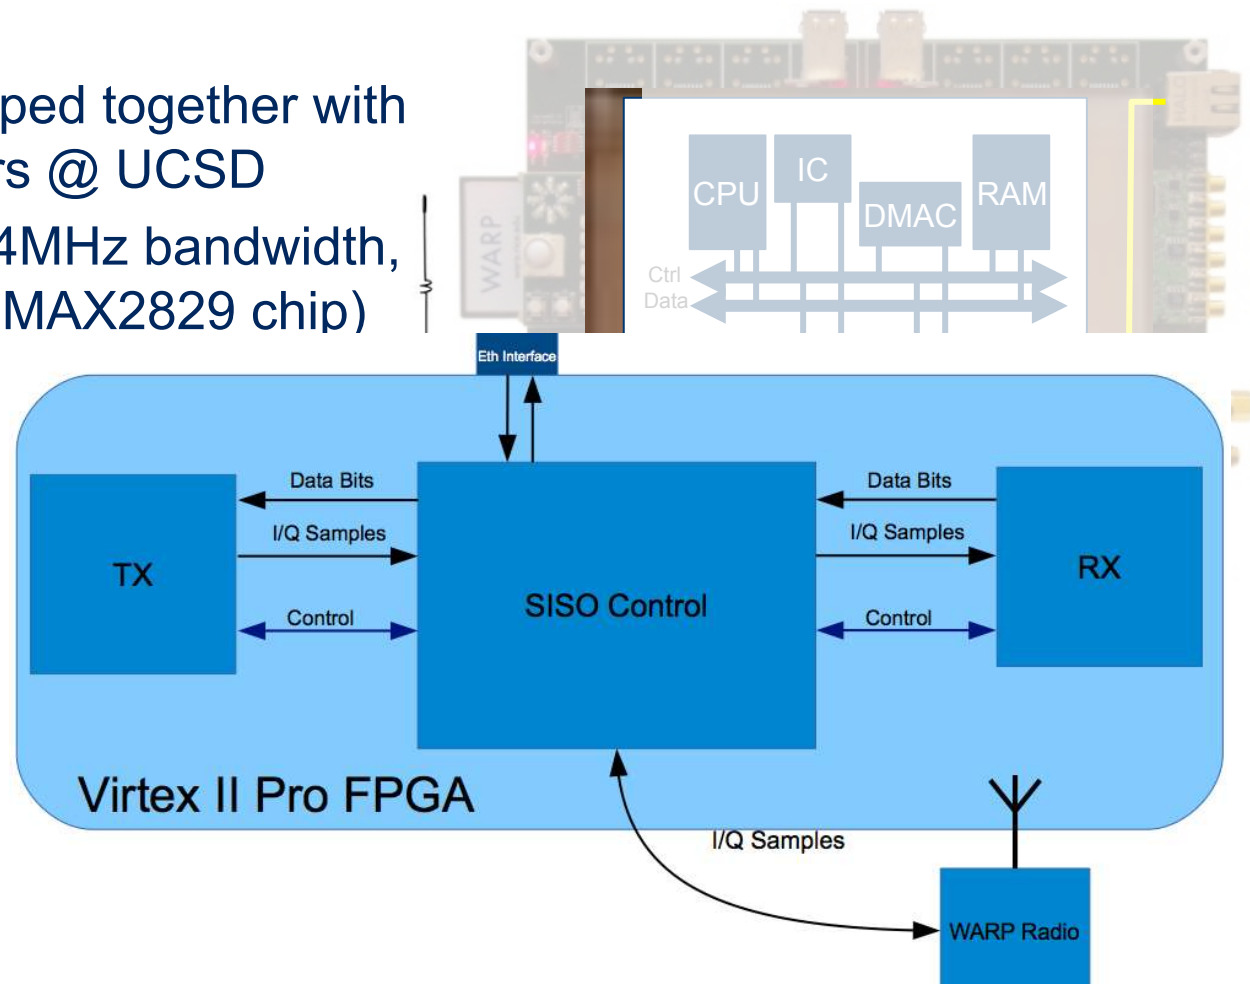 ped together with
rs @ UCSD
4MHz bandwidth,
MAX2829 chip)
WARP
CPU
IC
DMAC
RAM
Ctrl
Data
Eth Interface
Data Bits
I/Q Samples
Control
TX
SISO Control
Data Bits
I/Q Samples
Control
RX
Virtex II Pro FPGA
I/Q Samples
WARP Radio